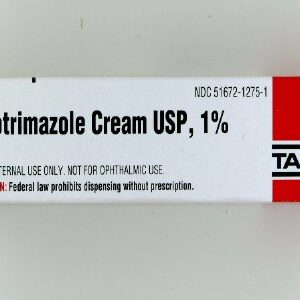 NDC 51672-1275-1
otrimazole Cream USP, 1%
TERNAL USE ONLY. NOT FOR OPHTHALMIC USE.
N: Federal law prohibits dispensing without prescription.
TA